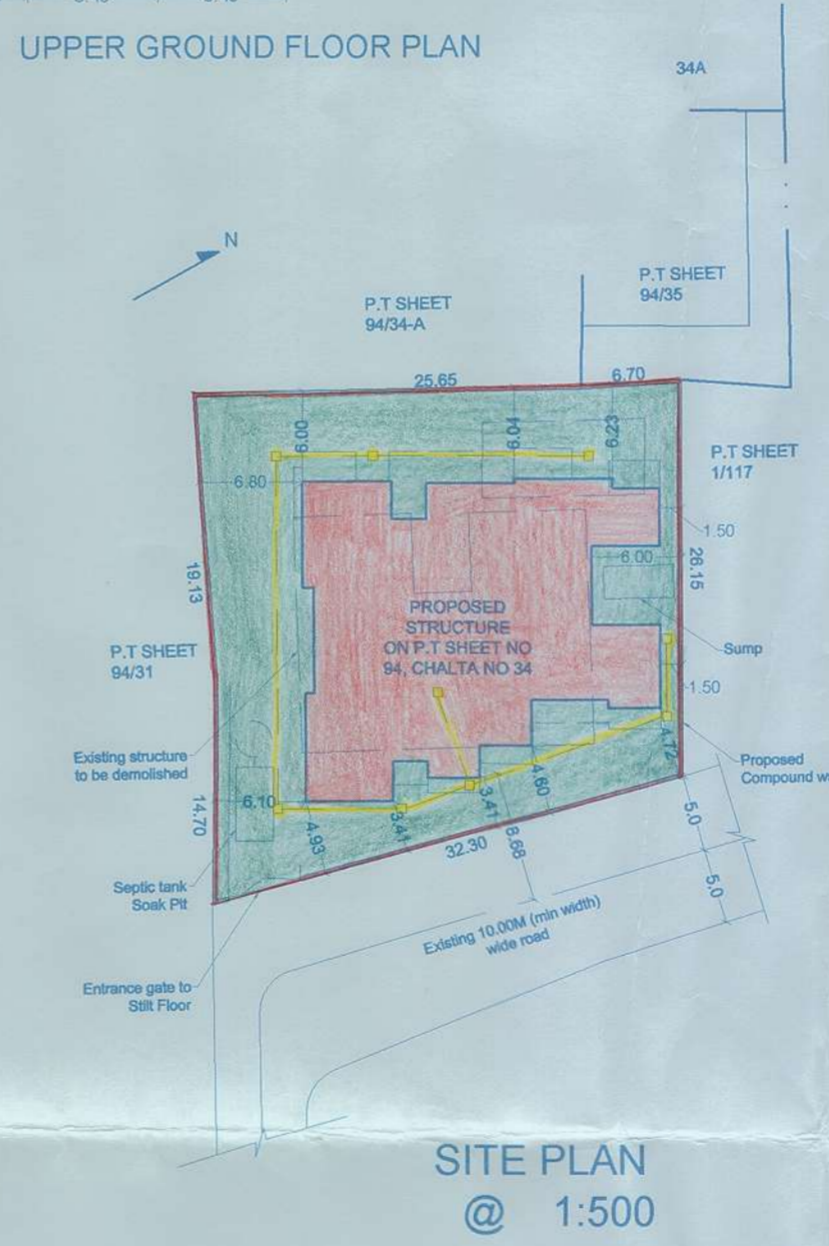 UPPER GROUND FLOOR PLAN
34A
N
P.T SHEET
94/34-A
P.T SHEET
94/35
25.65
6.70
6.00
6.04
6.23
6.80
P.T SHEET
1/117
1.50
6.00
26.15
19.13
PROPOSED
STRUCTURE
ON P.T SHEET NO
94, CHALTA NO 34
P.T SHEET
94/31
Sump
1.50
4.72
Existing structure
to be demolished
Proposed
Compound
14.70
6.10
4.93
3.41
3.41
4.60
8.68
32.30
5.0
5.0
Septic tank
Soak Pit
Existing 10.00M (min width)
wide road
Entrance gate to
Stilt Floor
SITE PLAN
@ 1:500